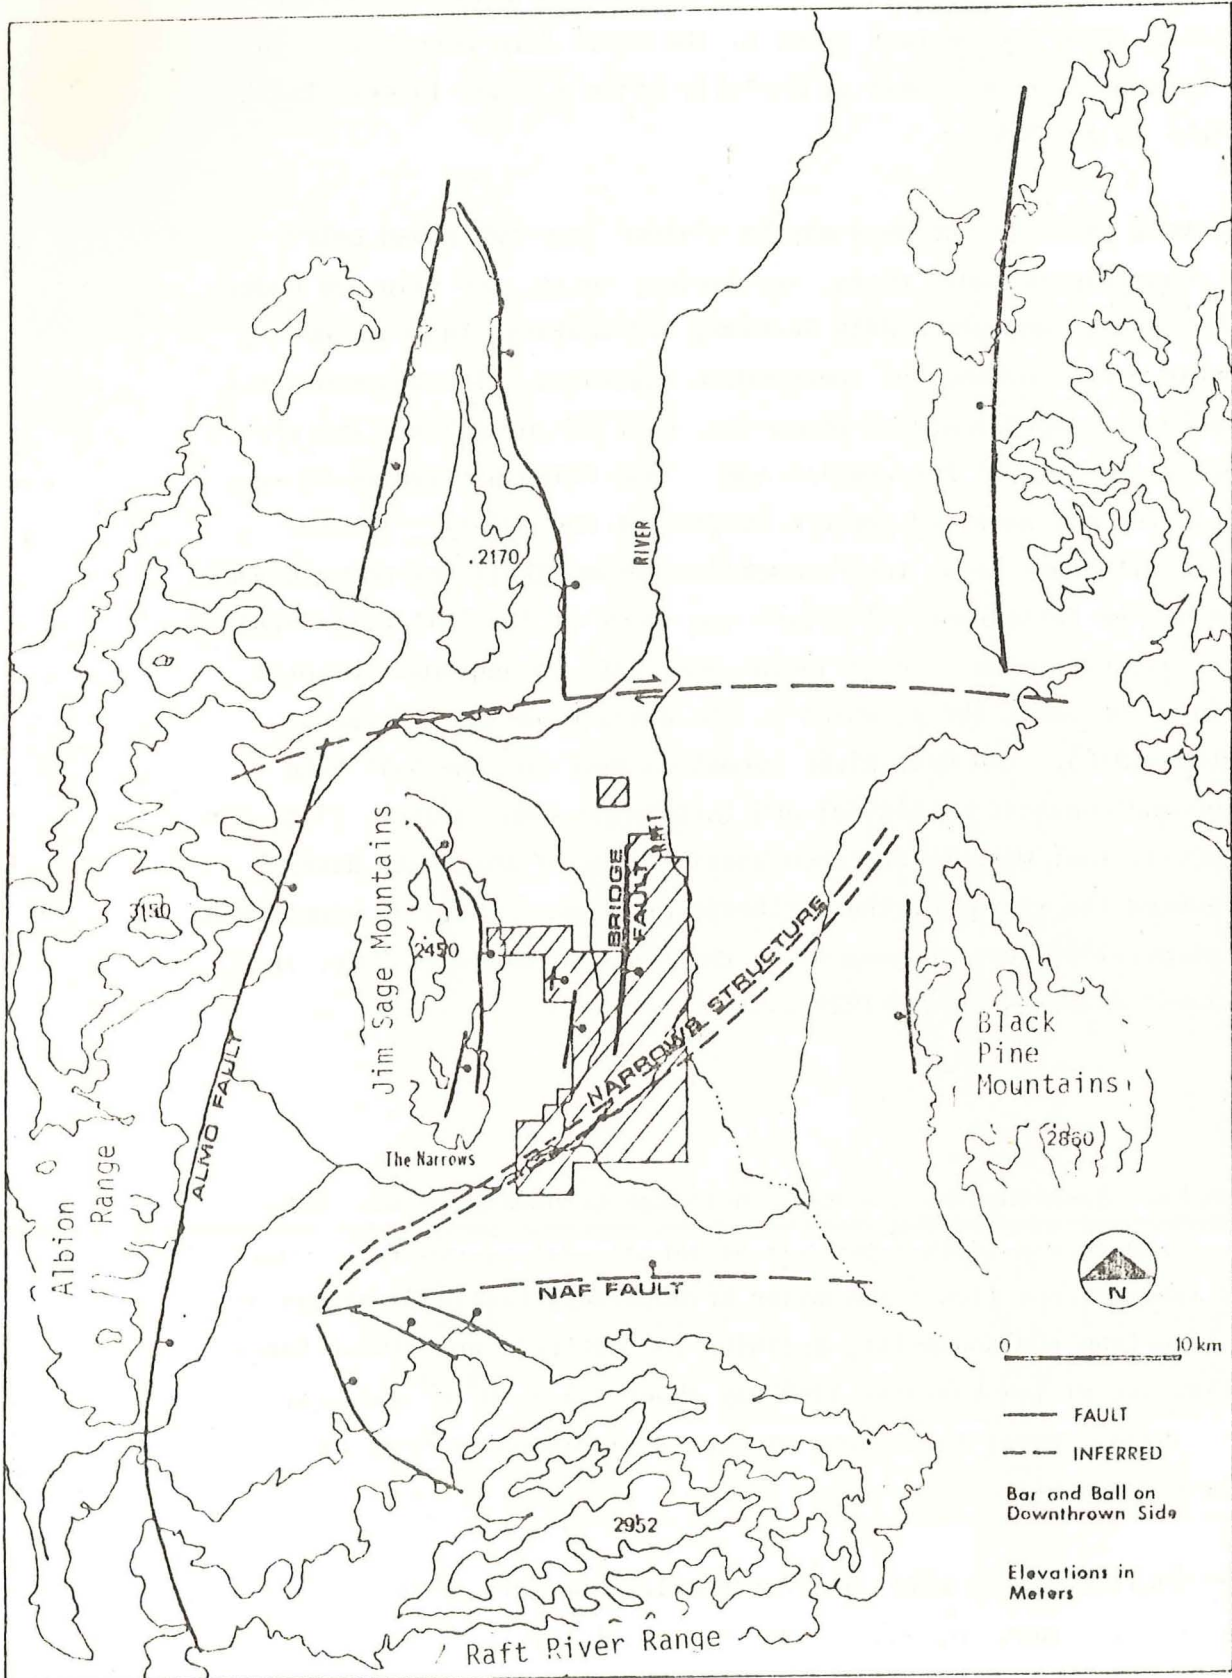 .2170
RIVER
3150
Jim Sage Mountains
2450
BRIDGE
FAULT
RAFT
NARROWS STRUCTURE
Black
Pine
Mountains
2860
ALMO FAULT
Albion
Range
The Narrows
NAF FAULT
N
0 10 km
FAULT
INFERRED
Bar and Ball on
Downthrown Side
2952
Elevations in
Meters
Raft River Range